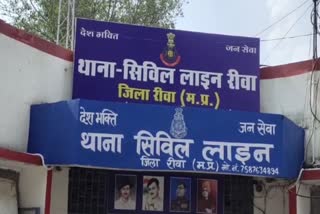 देश भक्ति जन सेवा
थाना-सिविल लाइन रीवा
जिला रीवा (म.प्र.)
देश भक्ति जन सेवा
थाना सिविल लाइन
जिला रीवा (म.प्र.)